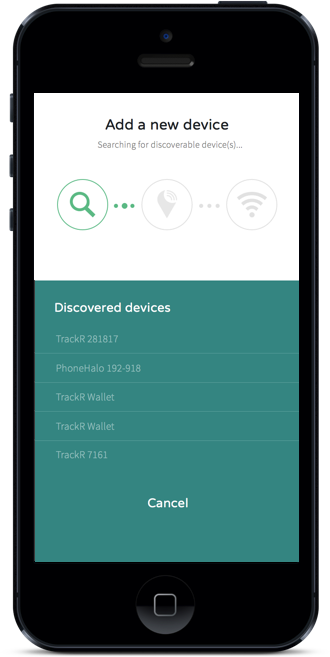 Add a new device
Searching for discoverable device(s)...
Discovered devices
TrackR 281817
PhoneHalo 192-918
TrackR Wallet
TrackR Wallet
TrackR 7161
Cancel